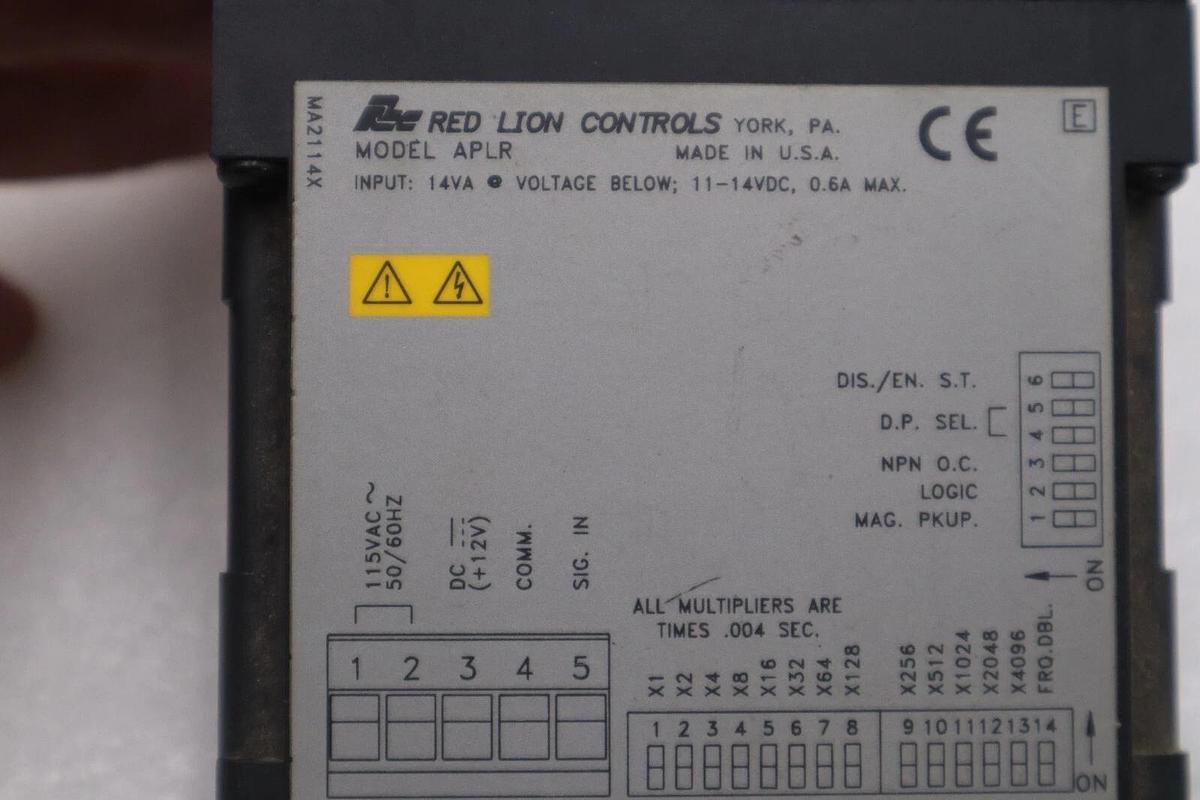 MA2114X
RLC RED LION CONTROLS YORK, PA.
MODEL APLR MADE IN U.S.A.
INPUT: 14VA @ VOLTAGE BELOW; 11-14VDC, 0.6A MAX.
CE
E
DIS./EN. S.T. 6
D.P. SEL. 5 4
NPN O.C. 3
LOGIC 2
MAG. PKUP. 1
ON
115VAC ~
50/60HZ
DC
(+12V)
COMM.
SIG. IN
1 2 3 4 5
ALL MULTIPLIERS ARE
TIMES .004 SEC.
X1 X2 X4 X8 X16 X32 X64 X128 X256 X512 X1024 X2048 X4096 FRQ.DBL.
1 2 3 4 5 6 7 8 9 10 11 12 13 14
ON